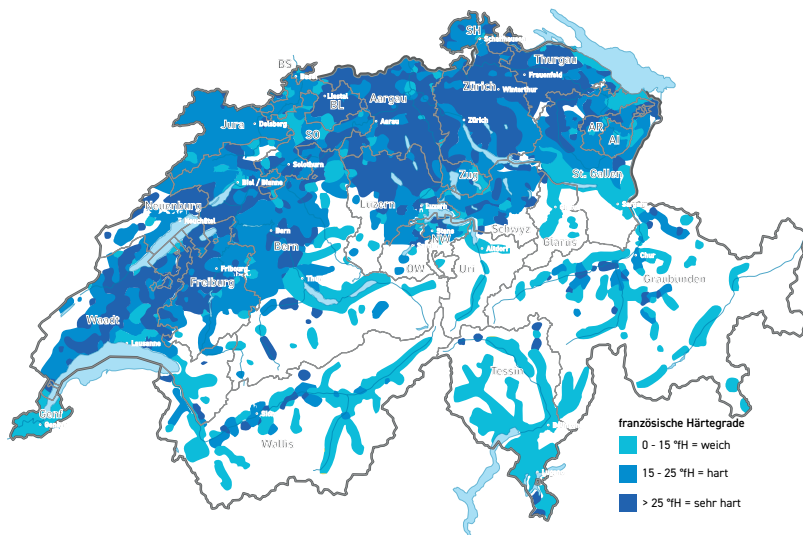 SH
BS
Thurgau
Frauenfeld
Liestal
BL
Aargau
Zürich
Winterthur
Jura
Delsberg
Aarau
Zürich
SO
AR
AI
Solothurn
Zug
St. Gallen
Biel / Bienne
Neuenburg
Neuchâtel
Luzern
Luzern
Schwyz
Stans
NW
Glarus
Bern
Bern
OW
Uri
Altdorf
Chur
Fribourg
Freiburg
Graubünden
Waadt
Lausanne
Tessin
Genf
Wallis
französische Härtegrade
0 - 15 °fH = weich
15 - 25 °fH = hart
> 25 °fH = sehr hart